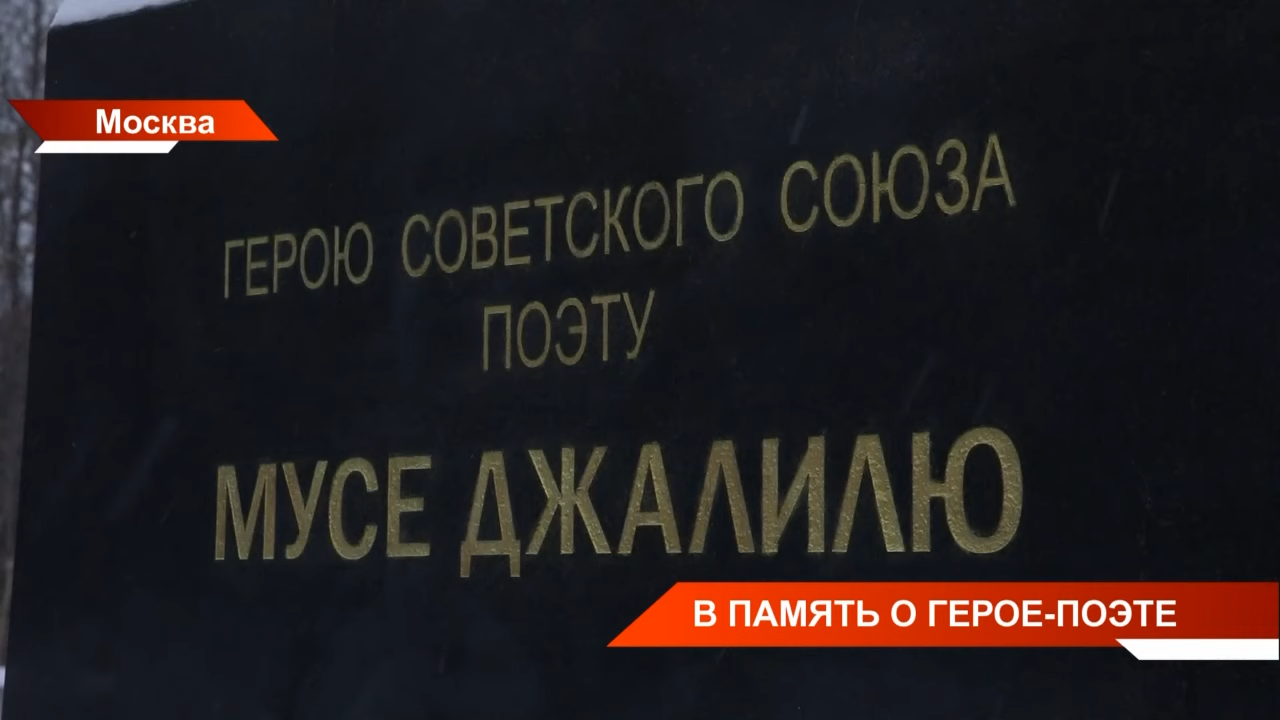 Москва
ГЕРОЮ СОВЕТСКОГО СОЮЗА
ПОЭТУ
МУСЕ ДЖАЛИЛЮ
В ПАМЯТЬ О ГЕРОЕ-ПОЭТЕ